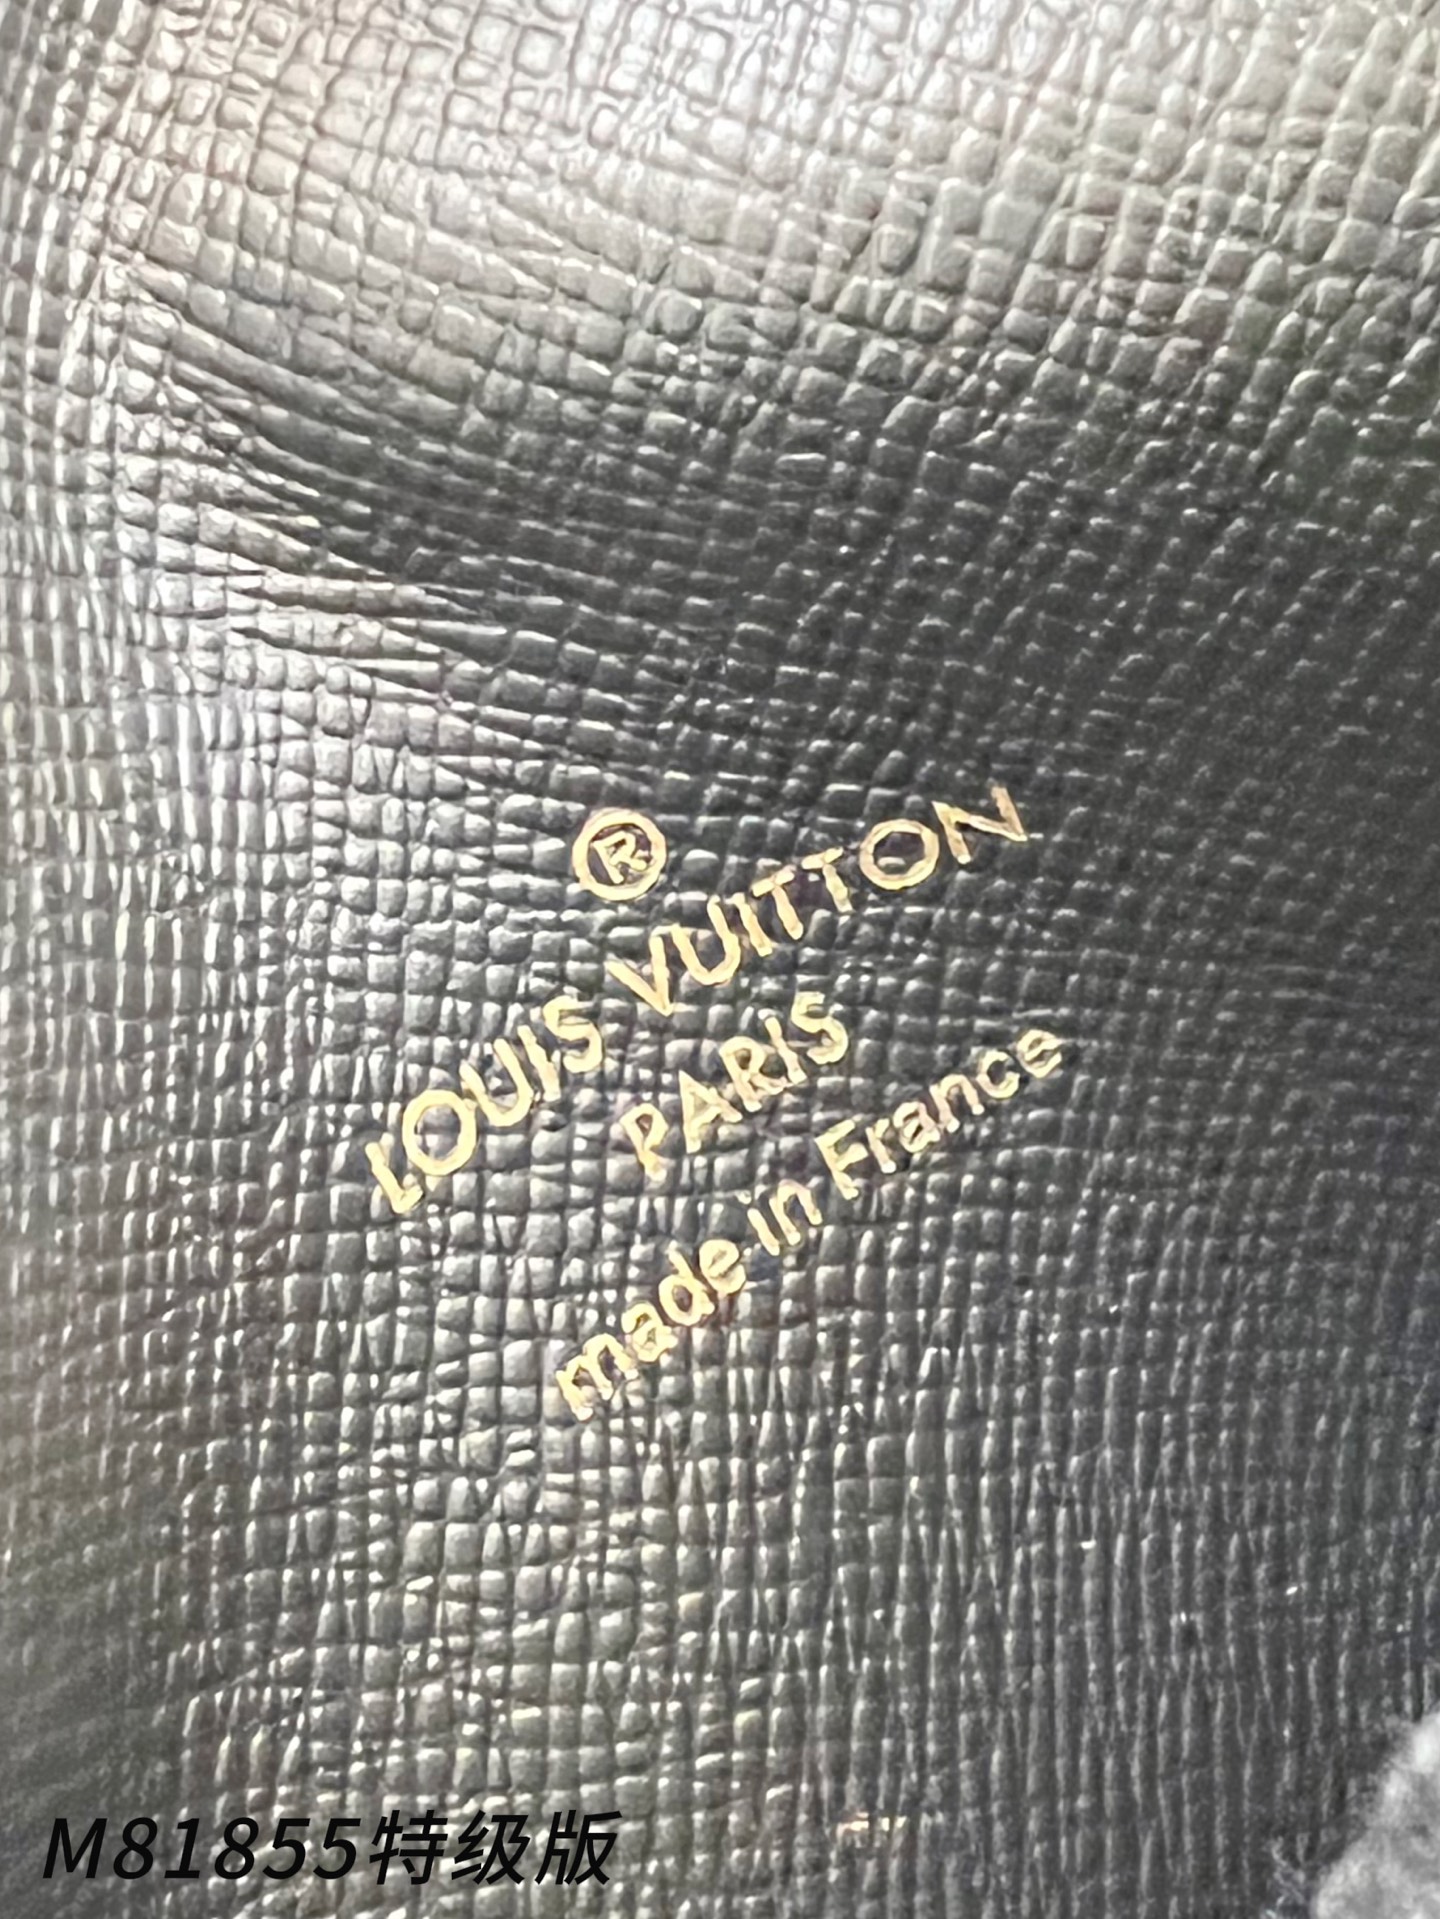 ®
LOUIS VUITTON
PARIS
made in France
M81855特级版